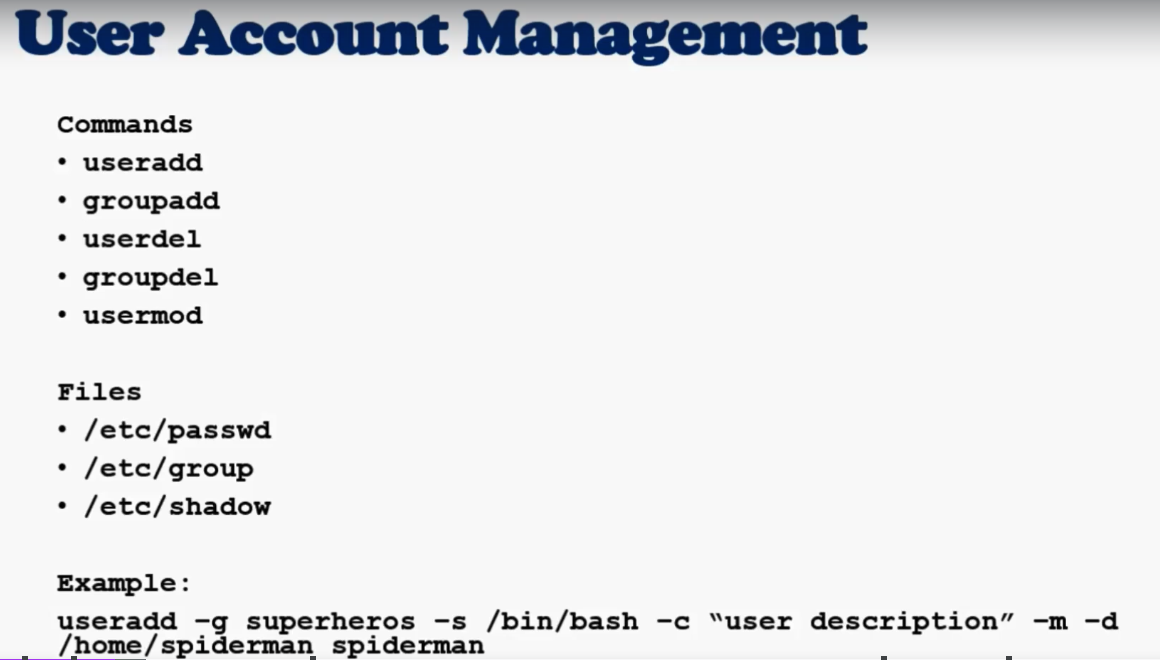 User Account Management
Commands
• useradd
• groupadd
• userdel
• groupdel
• usermod
Files
• /etc/passwd
• /etc/group
• /etc/shadow
Example:
useradd –g superheros –s /bin/bash –c “user description” –m –d
/home/spiderman spiderman